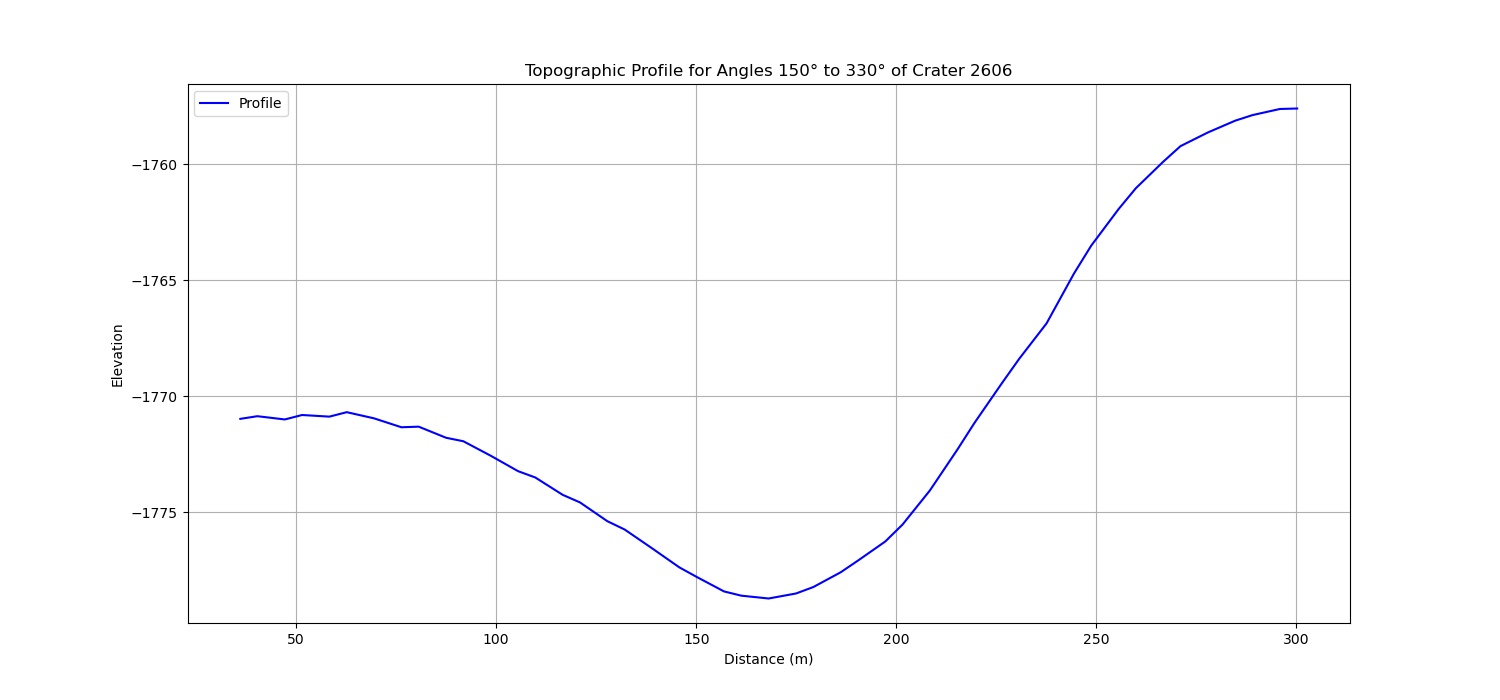 Topographic Profile for Angles 150° to 330° of Crater 2606
Profile
−1760
−1765
−1770
−1775
Elevation
50
100
150
200
250
300
Distance (m)